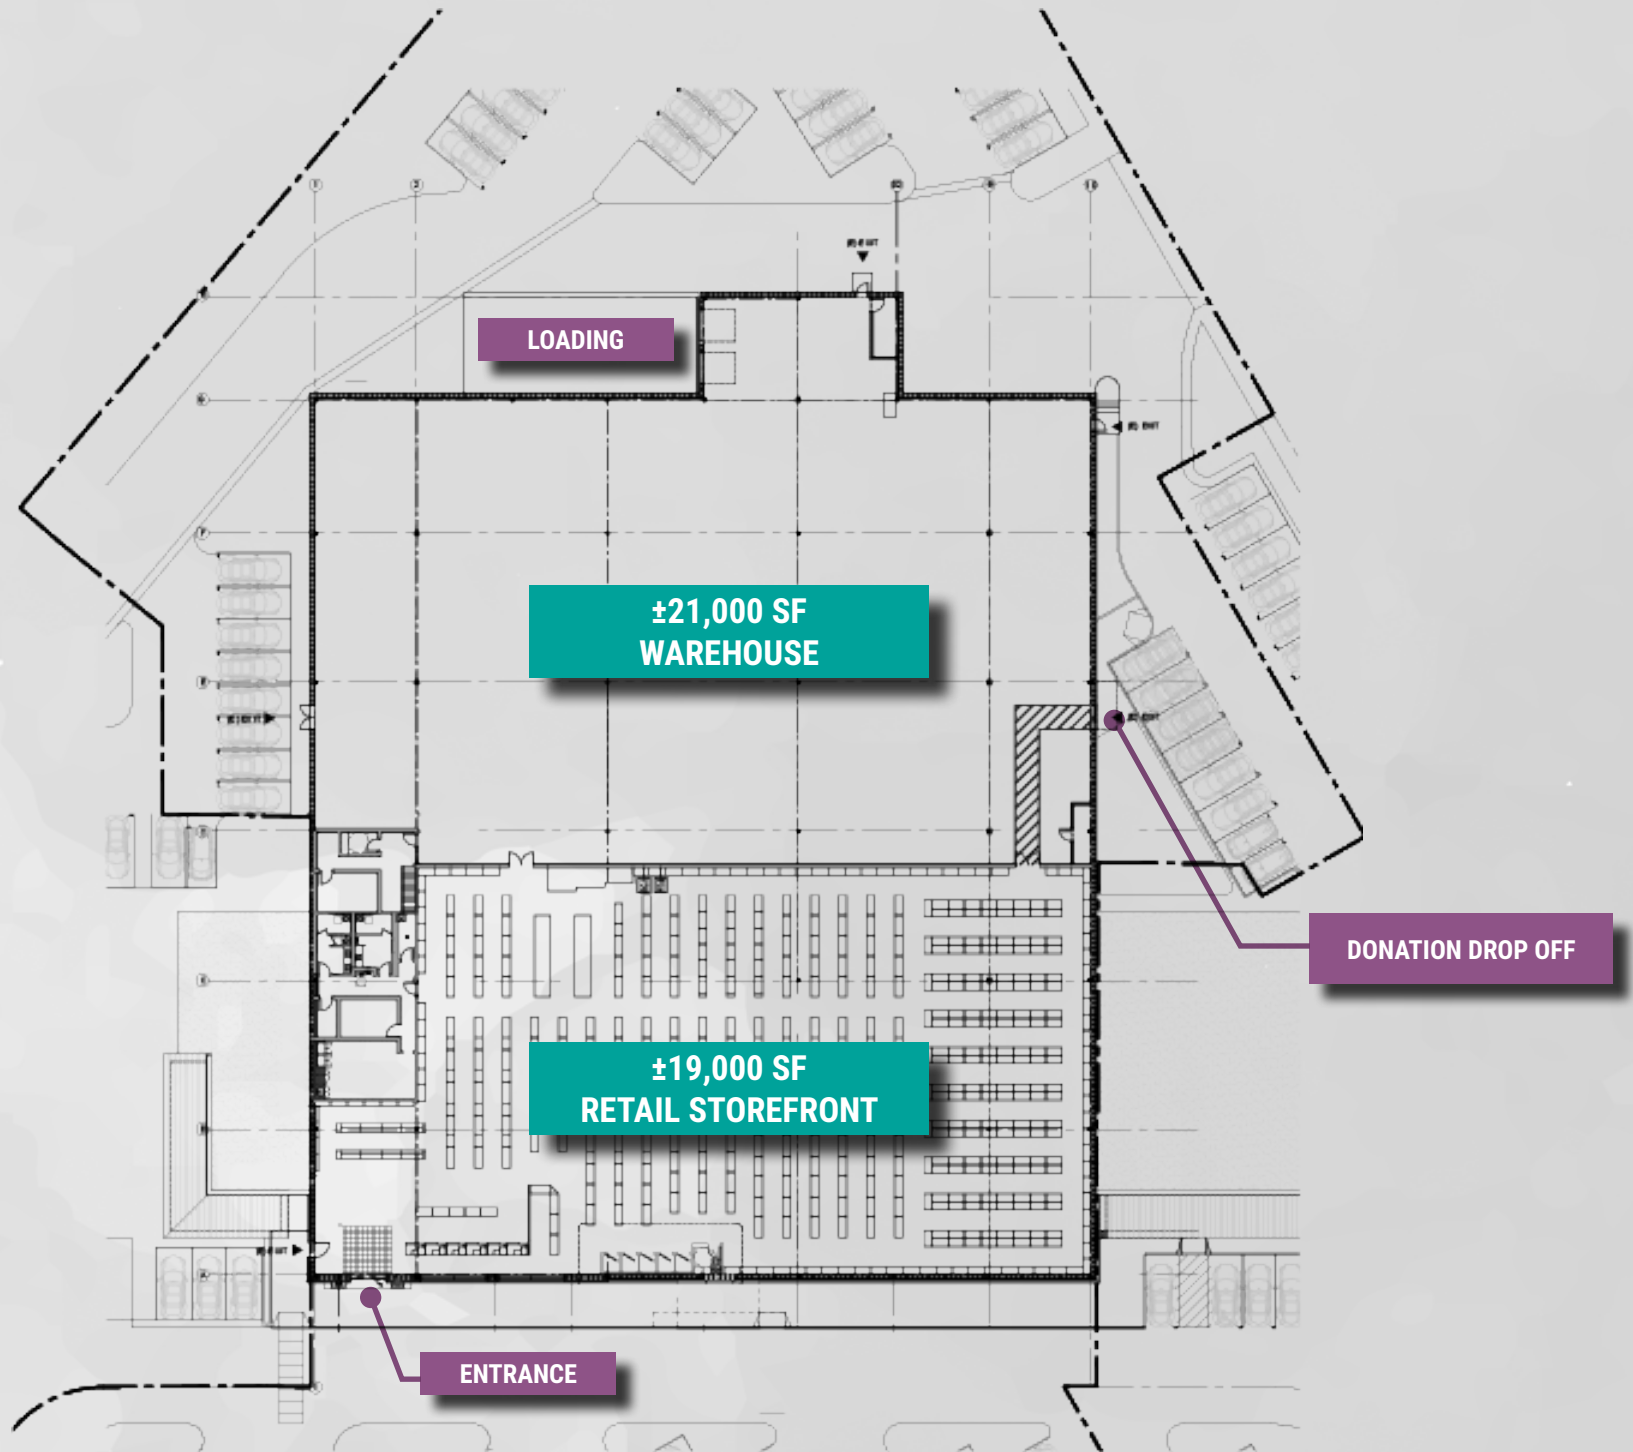 LOADING
±21,000 SF
WAREHOUSE
DONATION DROP OFF
±19,000 SF
RETAIL STOREFRONT
ENTRANCE